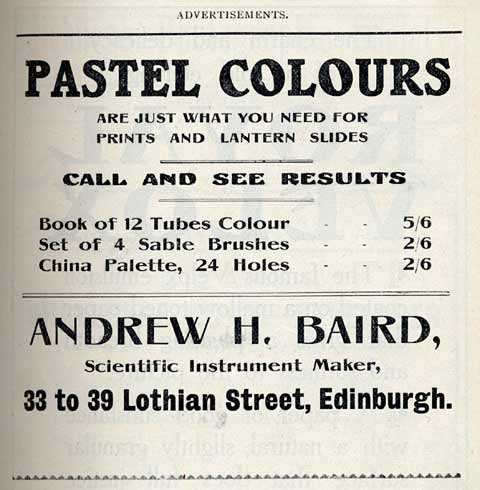 ADVERTISEMENTS.
PASTEL COLOURS
ARE JUST WHAT YOU NEED FOR
PRINTS AND LANTERN SLIDES
CALL AND SEE RESULTS
Book of 12 Tubes Colour - - 5/6
Set of 4 Sable Brushes - - 2/6
China Palette, 24 Holes - - 2/6
ANDREW H. BAIRD,
Scientific Instrument Maker,
33 to 39 Lothian Street, Edinburgh.